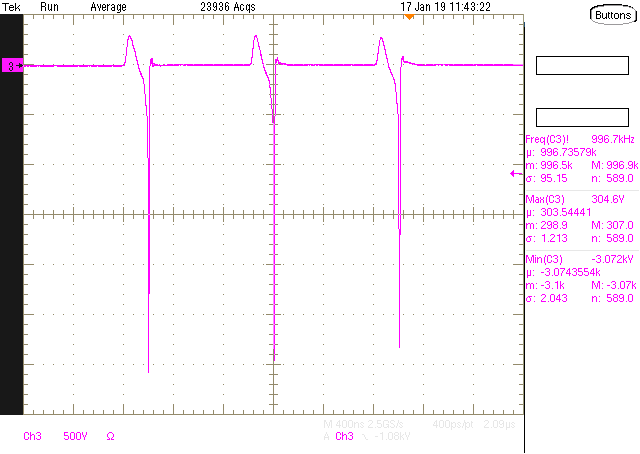 Tek Run Average 23936 Acqs 17 Jan 19 11:43:22
Buttons
3
Freq(C3)! 996.7kHz
µ: 996.73579k
m: 996.5k M: 996.9k
σ: 95.15 n: 589.0
Max(C3) 304.6V
µ: 303.54441
m: 298.9 M: 307.0
σ: 1.213 n: 589.0
Min(C3) -3.072kV
µ: -3.0743554k
m: -3.1k M: -3.07k
σ: 2.043 n: 589.0
M 400ns 2.5GS/s 400ps/pt 2.09µs
Ch3 500V Ω A Ch3 -1.08kV